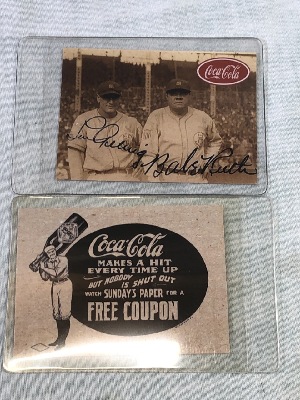 Coca-Cola
Lou Gehrig
Babe Ruth
Coca-Cola
MAKES A HIT
EVERY TIME UP
BUT NOBODY
IS SHUT OUT
WATCH SUNDAY'S PAPER FOR A
FREE COUPON